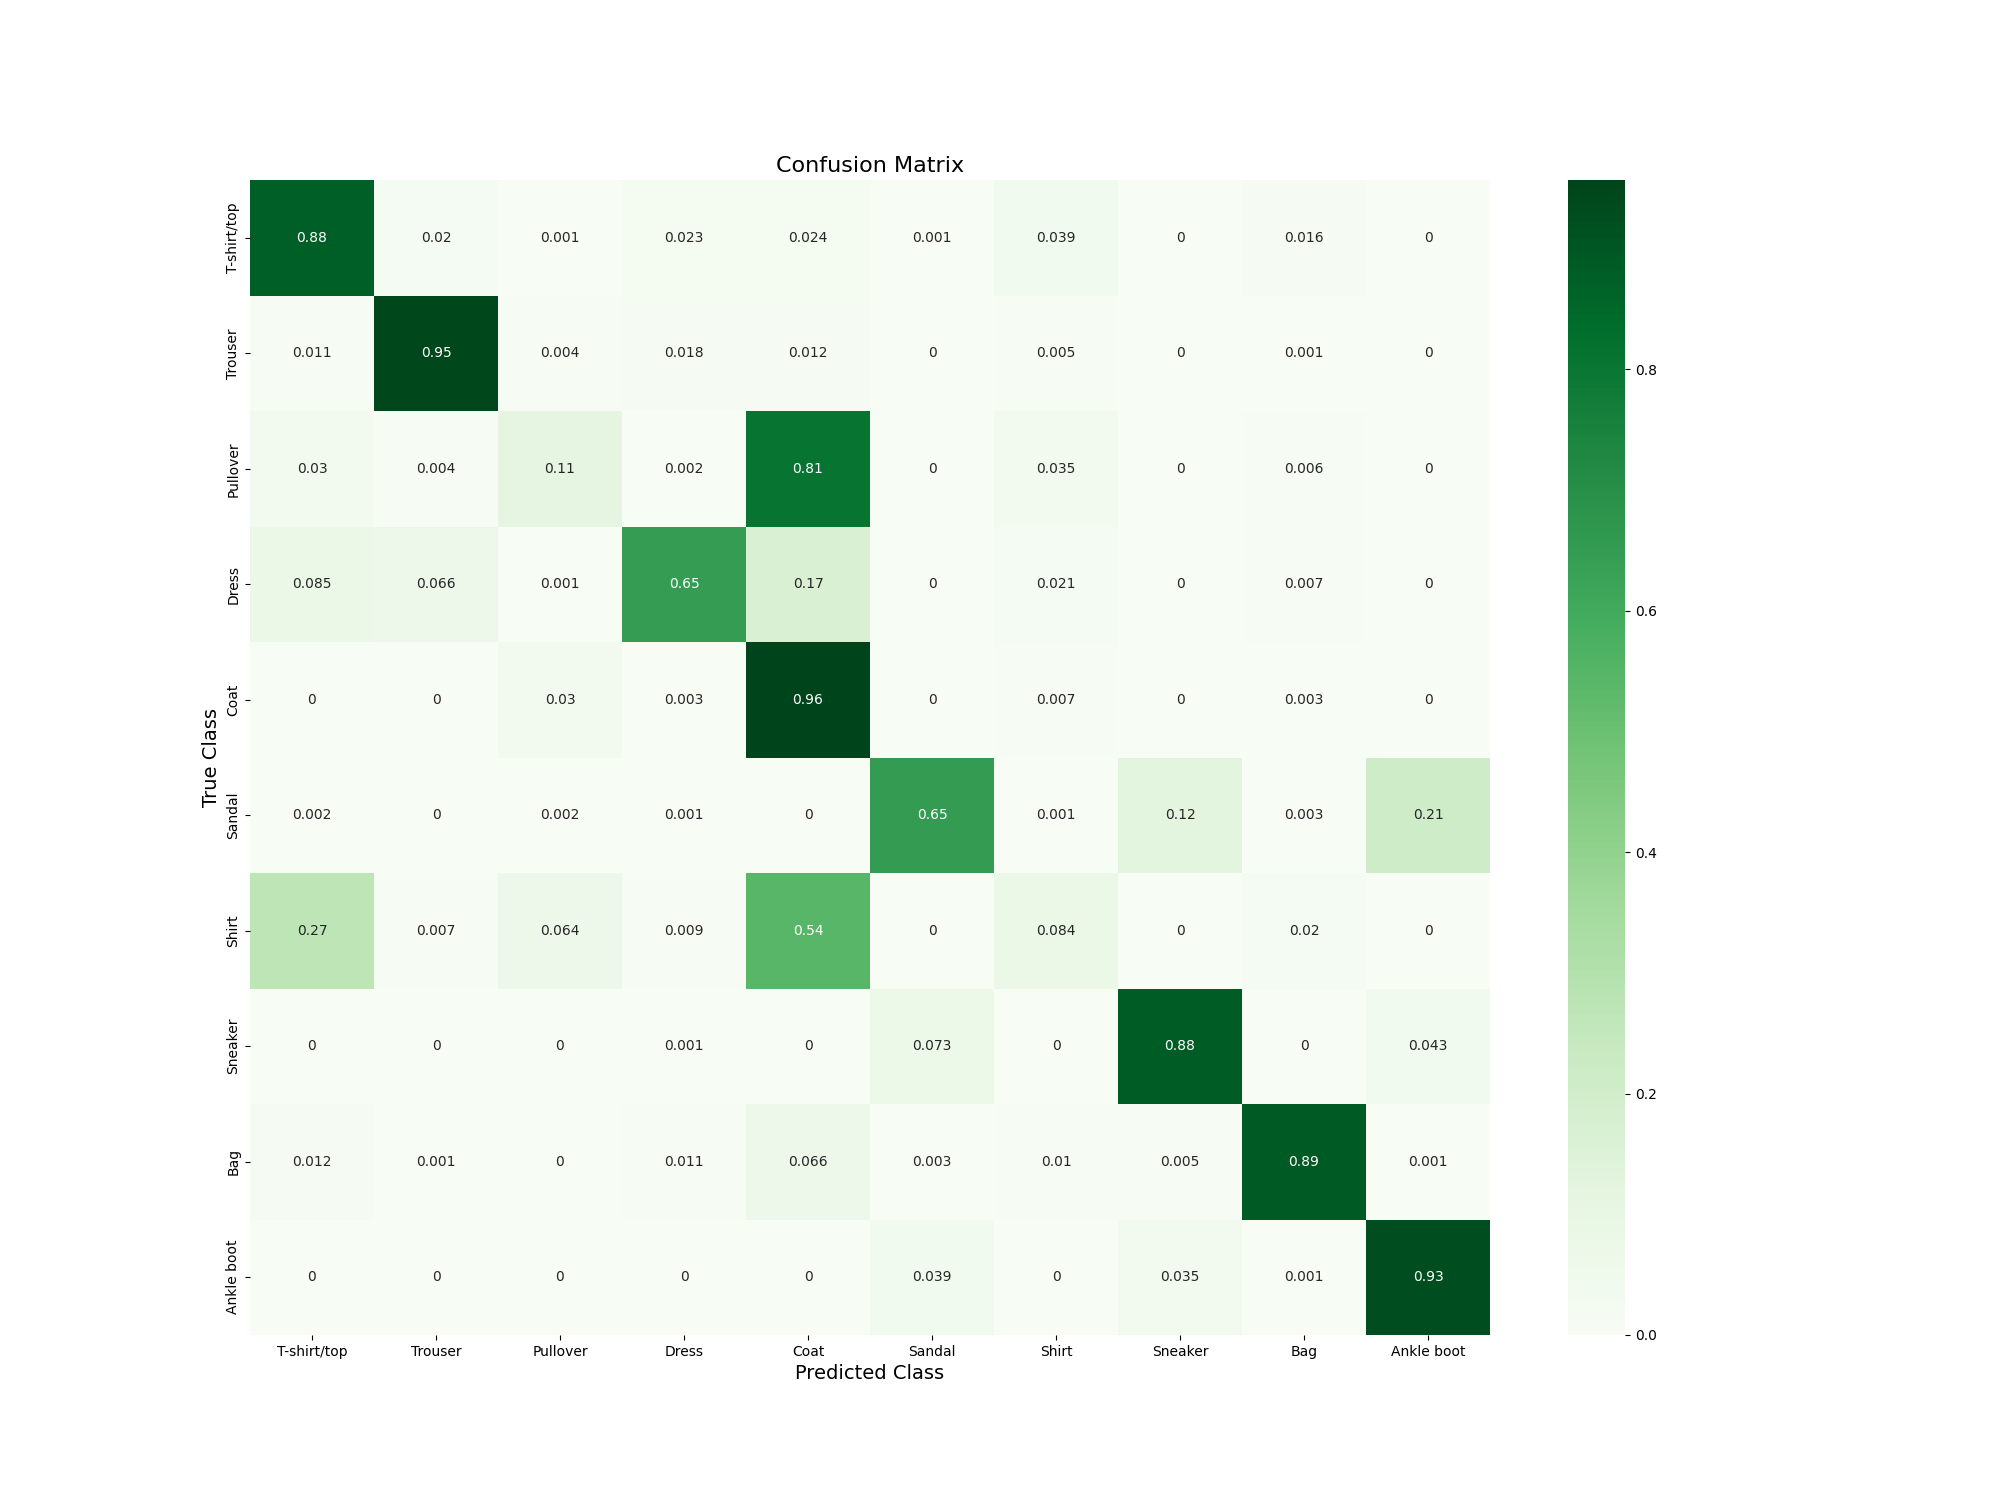 Confusion Matrix
T-shirt/top 0.88 0.02 0.001 0.023 0.024 0.001 0.039 0 0.016 0
Trouser 0.011 0.95 0.004 0.018 0.012 0 0.005 0 0.001 0
Pullover 0.03 0.004 0.11 0.002 0.81 0 0.035 0 0.006 0
Dress 0.085 0.066 0.001 0.65 0.17 0 0.021 0 0.007 0
Coat 0 0 0.03 0.003 0.96 0 0.007 0 0.003 0
Sandal 0.002 0 0.002 0.001 0 0.65 0.001 0.12 0.003 0.21
Shirt 0.27 0.007 0.064 0.009 0.54 0 0.084 0 0.02 0
Sneaker 0 0 0 0.001 0 0.073 0 0.88 0 0.043
Bag 0.012 0.001 0 0.011 0.066 0.003 0.01 0.005 0.89 0.001
Ankle boot 0 0 0 0 0 0.039 0 0.035 0.001 0.93
T-shirt/top Trouser Pullover Dress Coat Sandal Shirt Sneaker Bag Ankle boot
Predicted Class
True Class
0.8
0.6
0.4
0.2
0.0